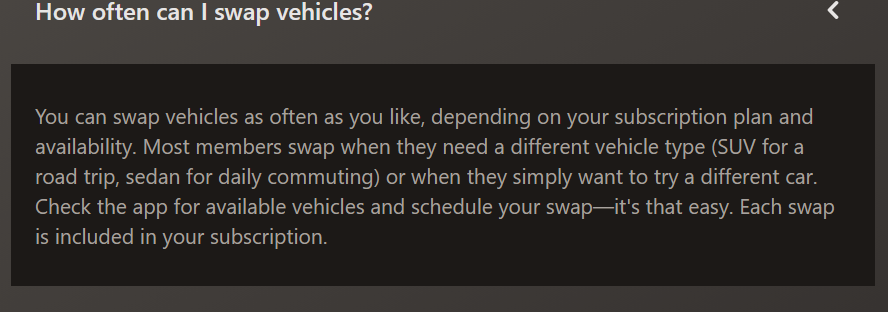 How often can I swap vehicles?
You can swap vehicles as often as you like, depending on your subscription plan and
availability. Most members swap when they need a different vehicle type (SUV for a
road trip, sedan for daily commuting) or when they simply want to try a different car.
Check the app for available vehicles and schedule your swap—it's that easy. Each swap
is included in your subscription.